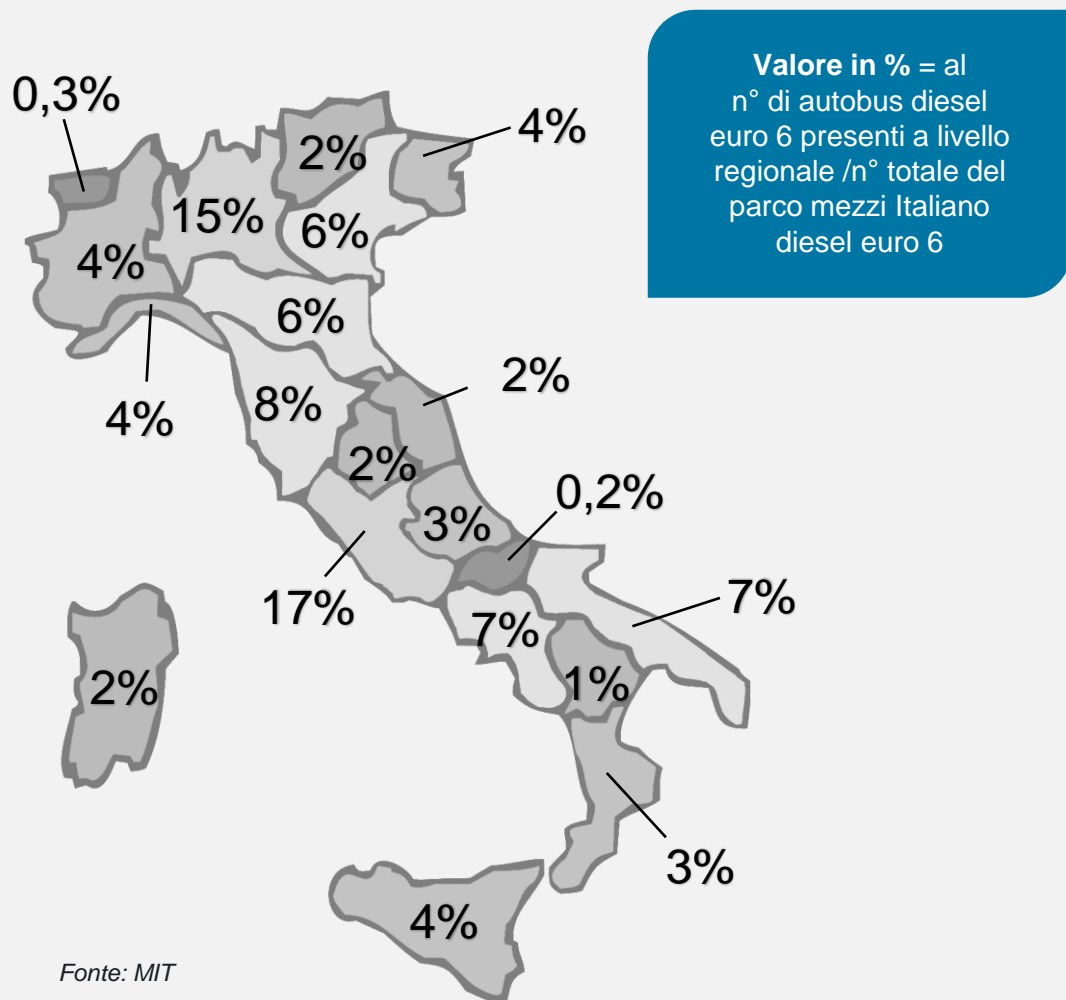 Valore in % = al
n° di autobus diesel
euro 6 presenti a livello
regionale /n° totale del
parco mezzi Italiano
diesel euro 6
0,3%
4%
2%
15%
6%
4%
6%
2%
8%
4%
2%
0,2%
3%
17%
7%
7%
1%
2%
3%
4%
Fonte: MIT